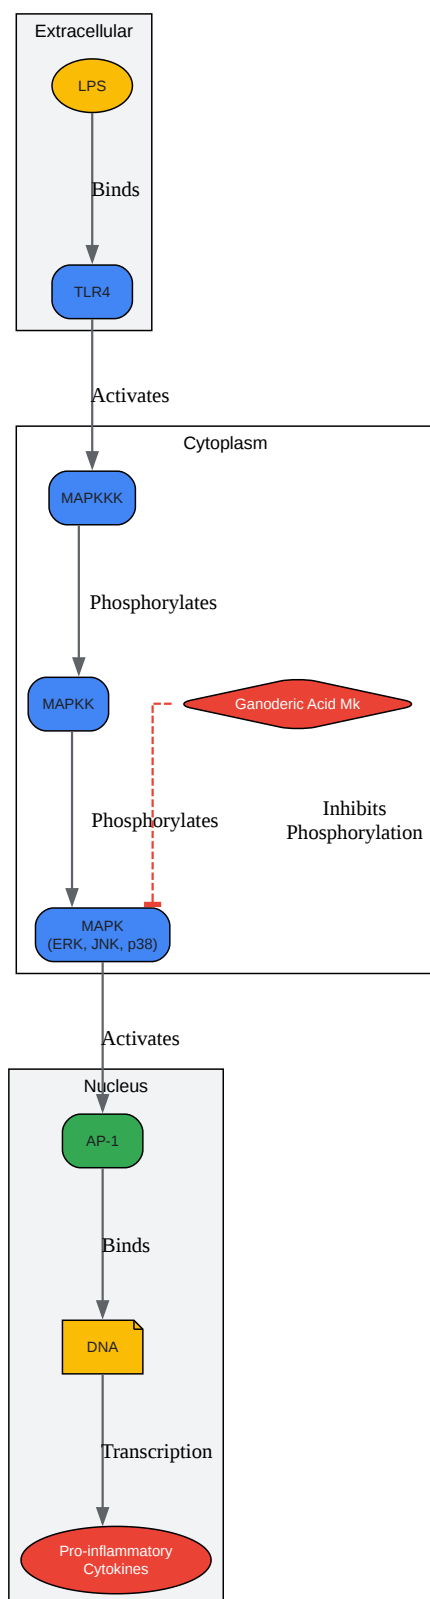 Extracellular
LPS
Binds
TLR4
Activates
Cytoplasm
MAPKKK
Phosphorylates
MAPKK
Ganoderic Acid Mk
Phosphorylates
Inhibits
Phosphorylation
MAPK
(ERK, JNK, p38)
Activates
Nucleus
AP-1
Binds
DNA
Transcription
Pro-inflammatory
Cytokines